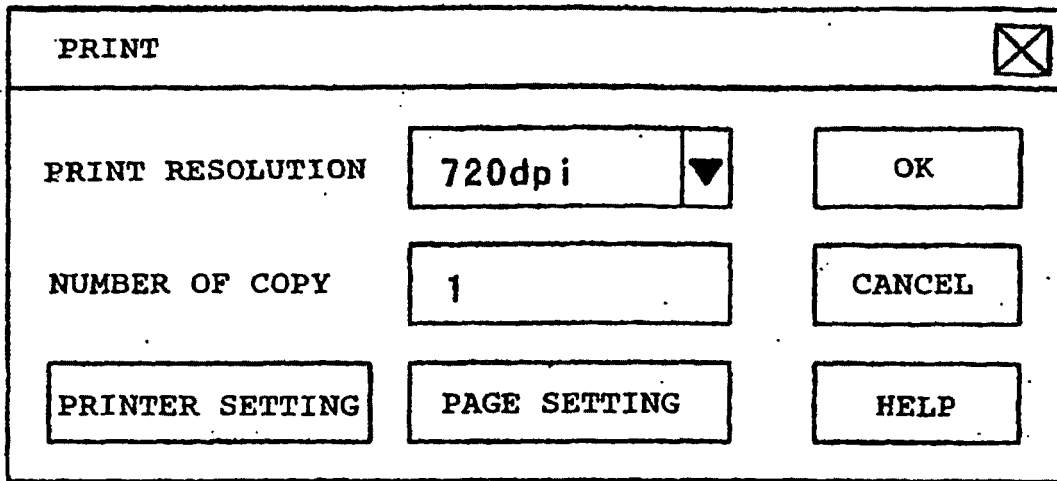 PRINT
PRINT RESOLUTION 720dpi OK
NUMBER OF COPY 1 CANCEL
PRINTER SETTING PAGE SETTING HELP